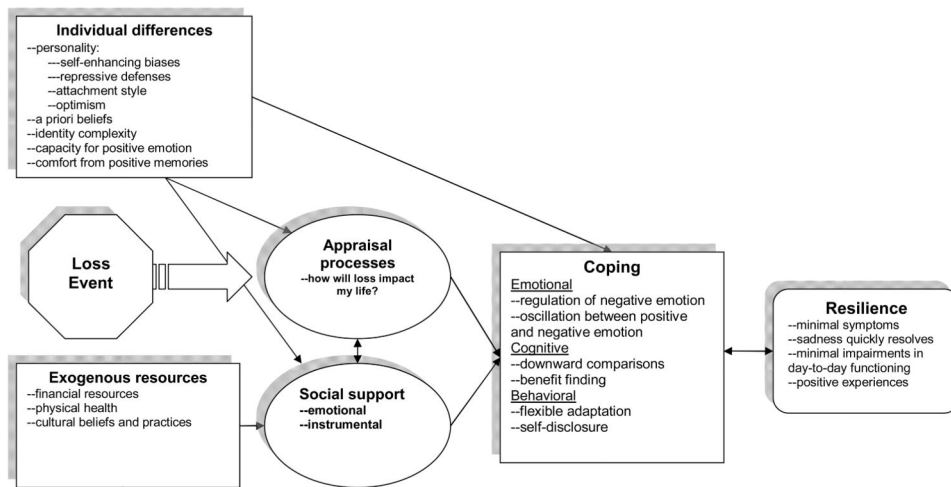 Individual differences
--personality:
---self-enhancing biases
---repressive defenses
---attachment style
---optimism
--a priori beliefs
--identity complexity
--capacity for positive emotion
--comfort from positive memories
Loss
Event
Appraisal
processes
--how will loss impact
my life?
Exogenous resources
--financial resources
--physical health
--cultural beliefs and practices
Social support
--emotional
--instrumental
Coping
Emotional
--regulation of negative emotion
--oscillation between positive
and negative emotion
Cognitive
--downward comparisons
--benefit finding
Behavioral
--flexible adaptation
--self-disclosure
Resilience
--minimal symptoms
--sadness quickly resolves
--minimal impairments in
day-to-day functioning
--positive experiences